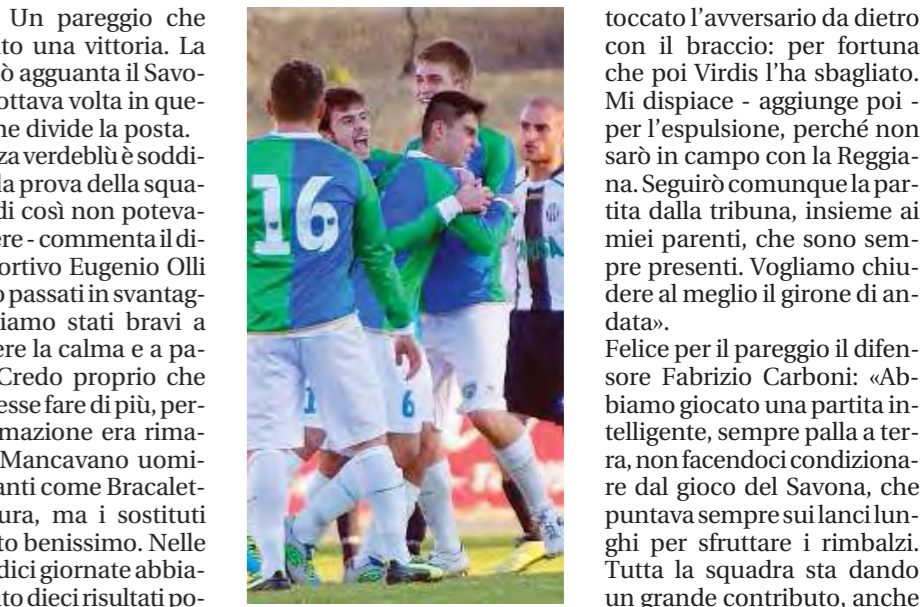 Un pareggio che
to una vittoria. La
ò agguanta il Savo-
ottava volta in que-
ne divide la posta.
za verdeblù è soddi-
la prova della squa-
di così non poteva-
ere - commenta il di-
ortivo Eugenio Olli
o passati in svantag-
iamo stati bravi a
ere la calma e a pa-
Credo proprio che
esse fare di più, per-
mazione era rima-
Mancavano uomi-
anti come Bracalet-
ura, ma i sostituti
to benissimo. Nelle
dici giornate abbia-
to dieci risultati po-
16
6
toccato l'avversario da dietro
con il braccio: per fortuna
che poi Virdis l'ha sbagliato.
Mi dispiace - aggiunge poi -
per l'espulsione, perché non
sarò in campo con la Reggia-
na. Seguirò comunque la par-
tita dalla tribuna, insieme ai
miei parenti, che sono sem-
pre presenti. Vogliamo chiu-
dere al meglio il girone di an-
data».
Felice per il pareggio il difen-
sore Fabrizio Carboni: «Ab-
biamo giocato una partita in-
telligente, sempre palla a ter-
ra, non facendoci condiziona-
re dal gioco del Savona, che
puntava sempre sui lanci lun-
ghi per sfruttare i rimbalzi.
Tutta la squadra sta dando
un grande contributo, anche